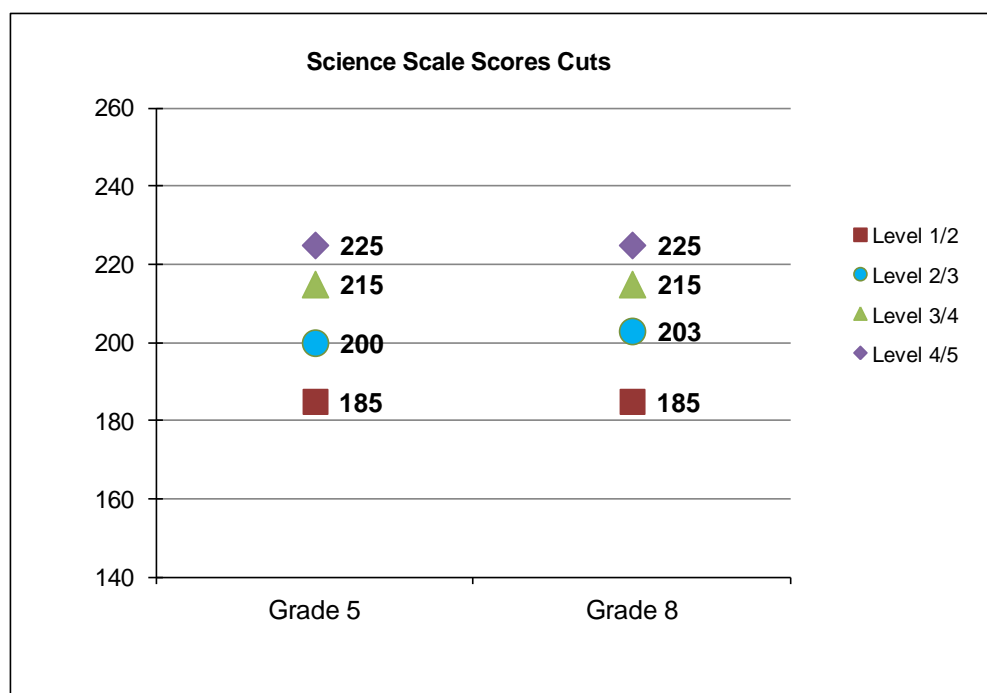 Science Scale Scores Cuts
260
240
220
200
180
160
140
225
225
215
215
200
203
185
185
Grade 5
Grade 8
Level 1/2
Level 2/3
Level 3/4
Level 4/5